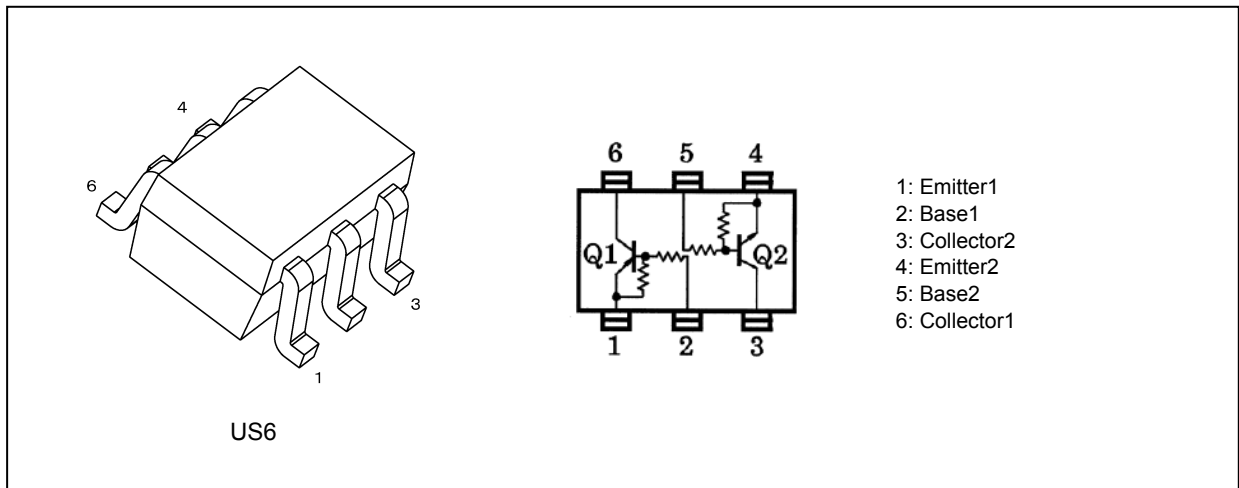 4
6
3
1
US6
6 5 4
Q1 Q2
1 2 3
1: Emitter1
2: Base1
3: Collector2
4: Emitter2
5: Base2
6: Collector1